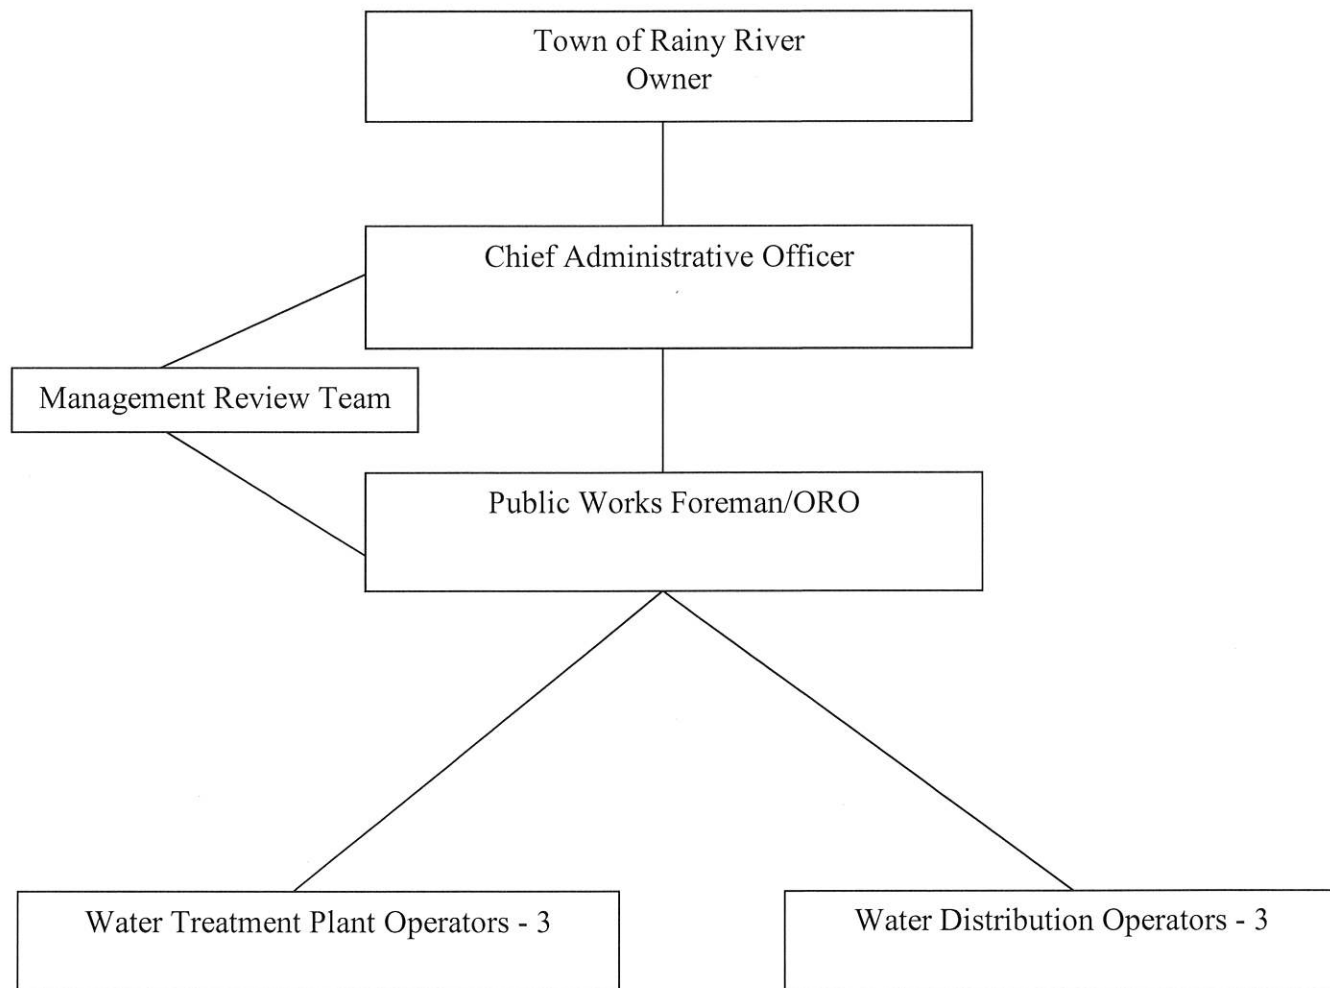 Town of Rainy River
Owner
Chief Administrative Officer
Management Review Team
Public Works Foreman/ORO
Water Treatment Plant Operators - 3
Water Distribution Operators - 3